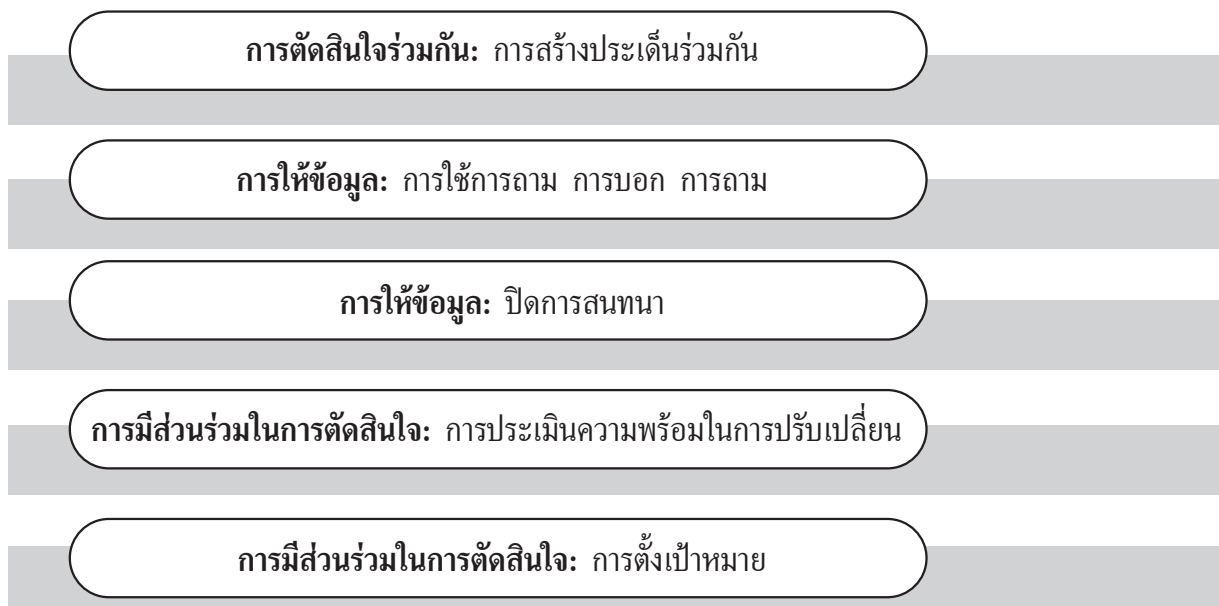 การตัดสินใจร่วมกัน: การสร้างประเด็นร่วมกัน
การให้ข้อมูล: การใช้การถาม การบอก การถาม
การให้ข้อมูล: ปิดการสนทนา
การมีส่วนร่วมในการตัดสินใจ: การประเมินความพร้อมในการปรับเปลี่ยน
การมีส่วนร่วมในการตัดสินใจ: การตั้งเป้าหมาย